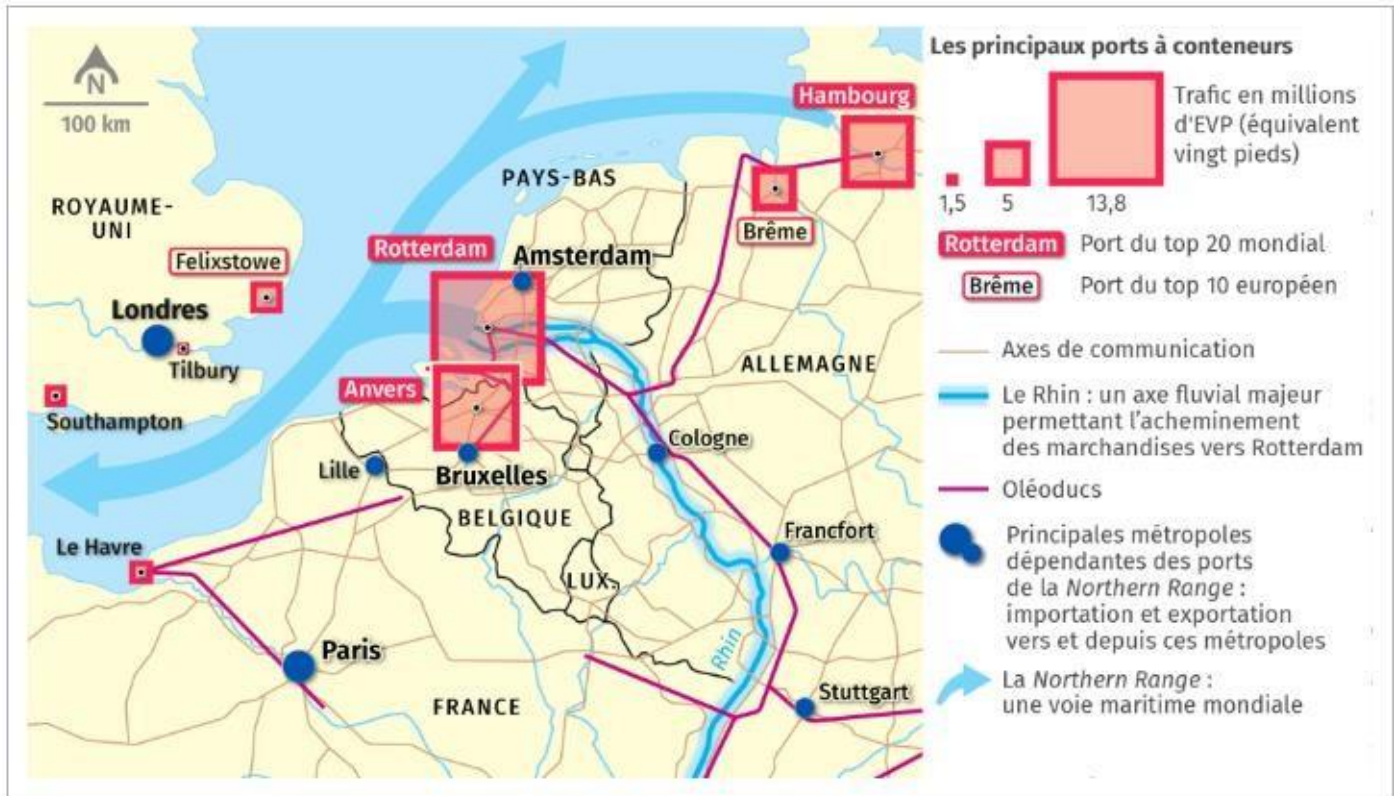 N
100 km
ROYAUME-
UNI
Felixstowe
Londres
Tilbury
Southampton
Le Havre
Paris
FRANCE
Lille
Bruxelles
BELGIQUE
LUX.
Anvers
Rotterdam
Amsterdam
PAYS-BAS
Hambourg
Brême
ALLEMAGNE
Cologne
Francfort
Rhin
Stuttgart
Les principaux ports à conteneurs
Trafic en millions
d'EVP (équivalent
vingt pieds)
1,5 5 13,8
Rotterdam Port du top 20 mondial
Brême Port du top 10 européen
Axes de communication
Le Rhin : un axe fluvial majeur
permettant l'acheminement
des marchandises vers Rotterdam
Oléoducs
Principales métropoles
dépendantes des ports
de la Northern Range :
importation et exportation
vers et depuis ces métropoles
La Northern Range :
une voie maritime mondiale